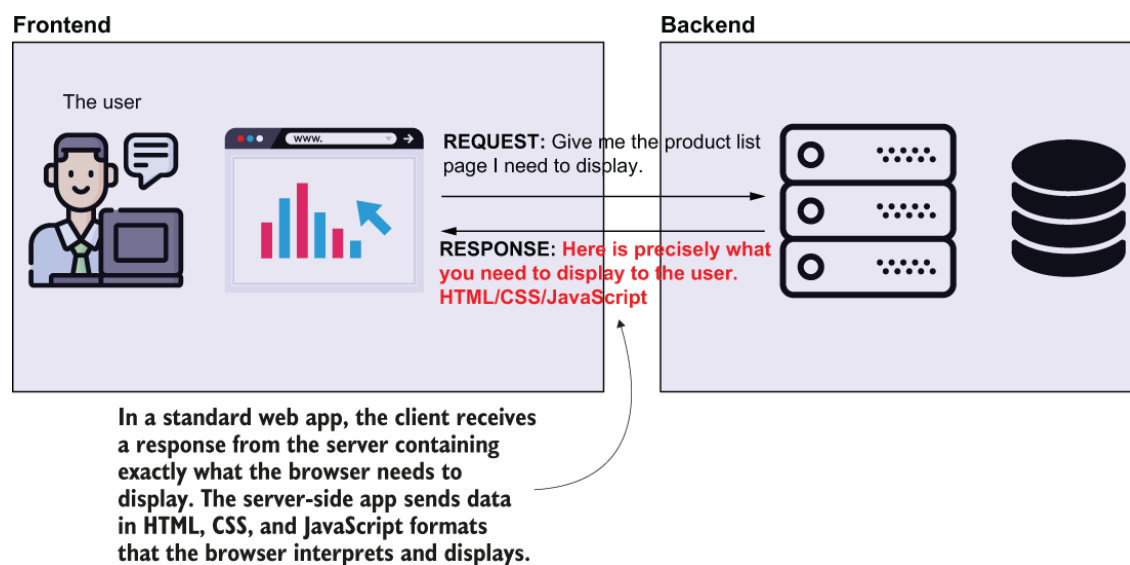 Frontend
Backend
The user
www.
REQUEST: Give me the product list
page I need to display.
RESPONSE: Here is precisely what
you need to display to the user.
HTML/CSS/JavaScript
In a standard web app, the client receives
a response from the server containing
exactly what the browser needs to
display. The server-side app sends data
in HTML, CSS, and JavaScript formats
that the browser interprets and displays.